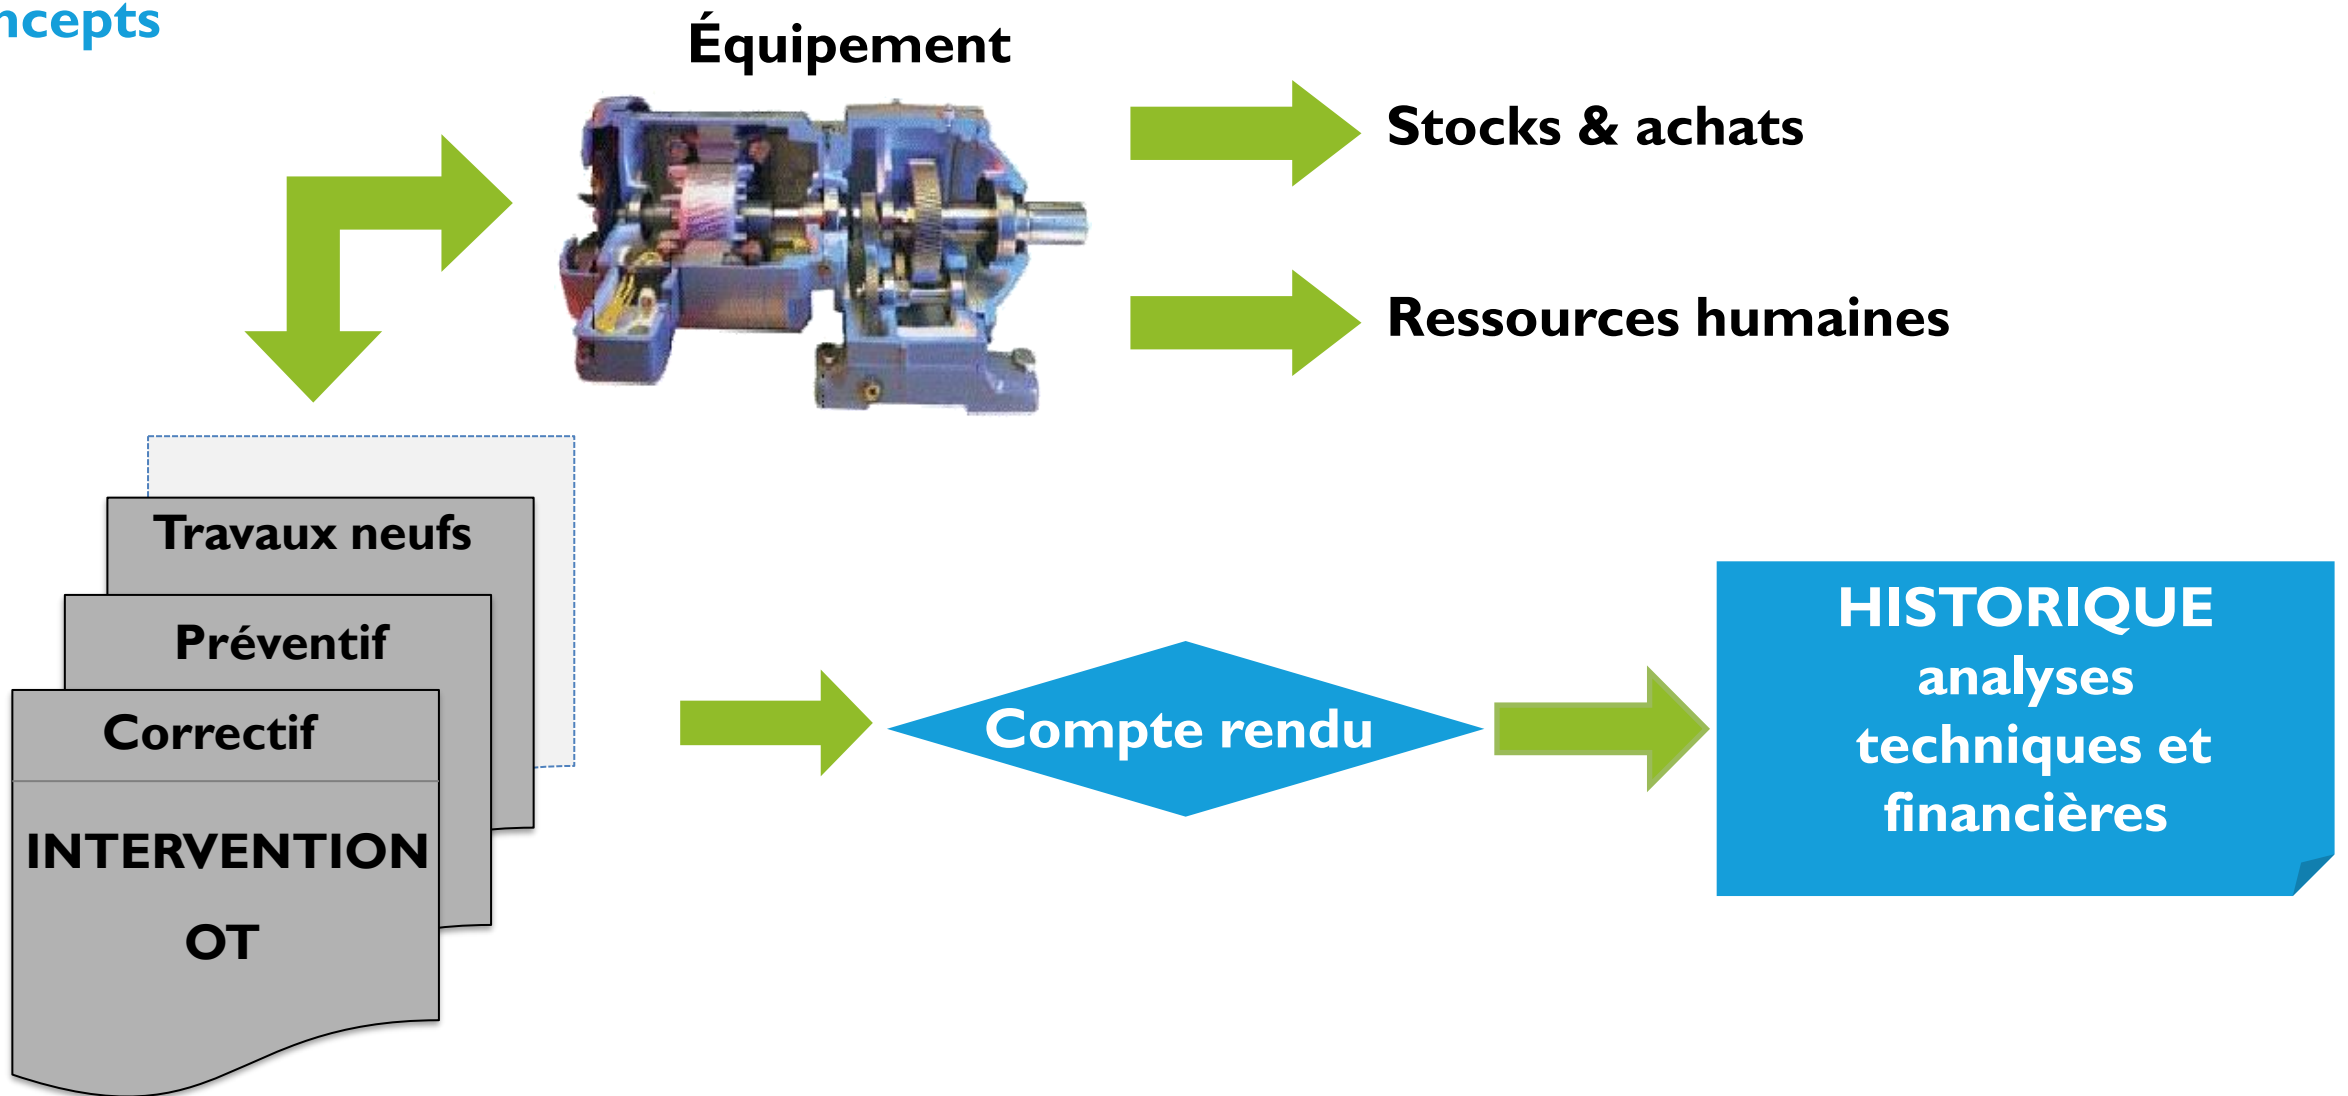 ncepts
Équipement
Stocks & achats
Ressources humaines
Travaux neufs
Préventif
Correctif
INTERVENTION
OT
Compte rendu
HISTORIQUE
analyses
techniques et
financières